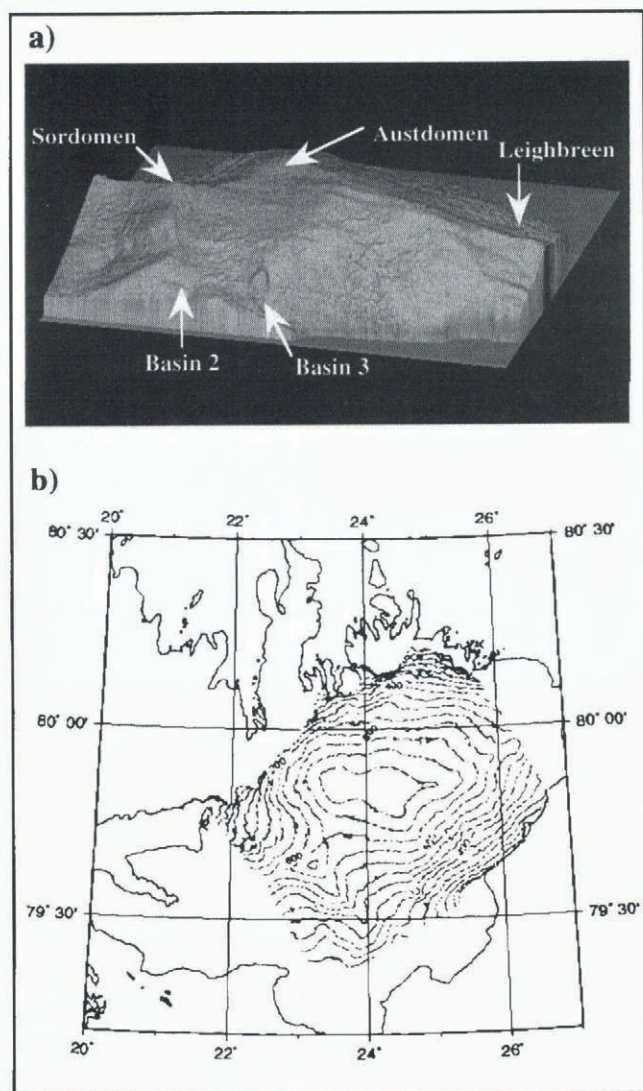 a)
Sordomen
Austdomen
Leighbreen
Basin 2
Basin 3
b)
20° 22° 24° 26°
80° 30' 80° 30'
80° 00' 80° 00'
79° 30' 79° 30'
20° 22° 24° 26°